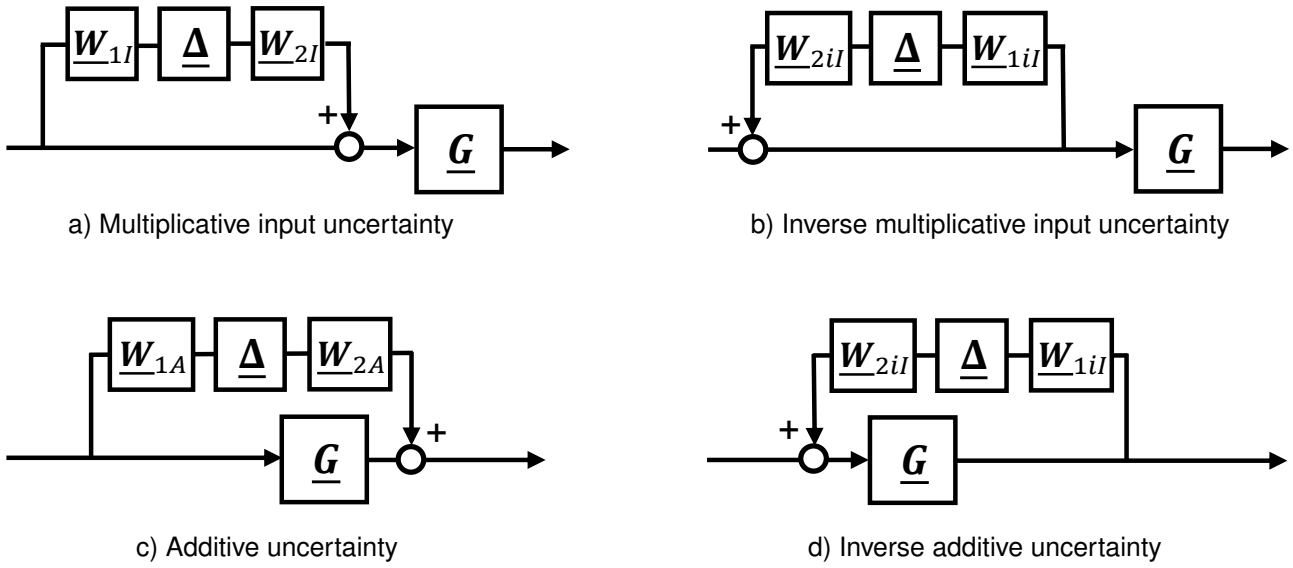 W1I Δ W2I
W2iI Δ W1iI
+
G
+
G
a) Multiplicative input uncertainty
b) Inverse multiplicative input uncertainty
W1A Δ W2A
W2iI Δ W1iI
G
+
+
G
c) Additive uncertainty
d) Inverse additive uncertainty